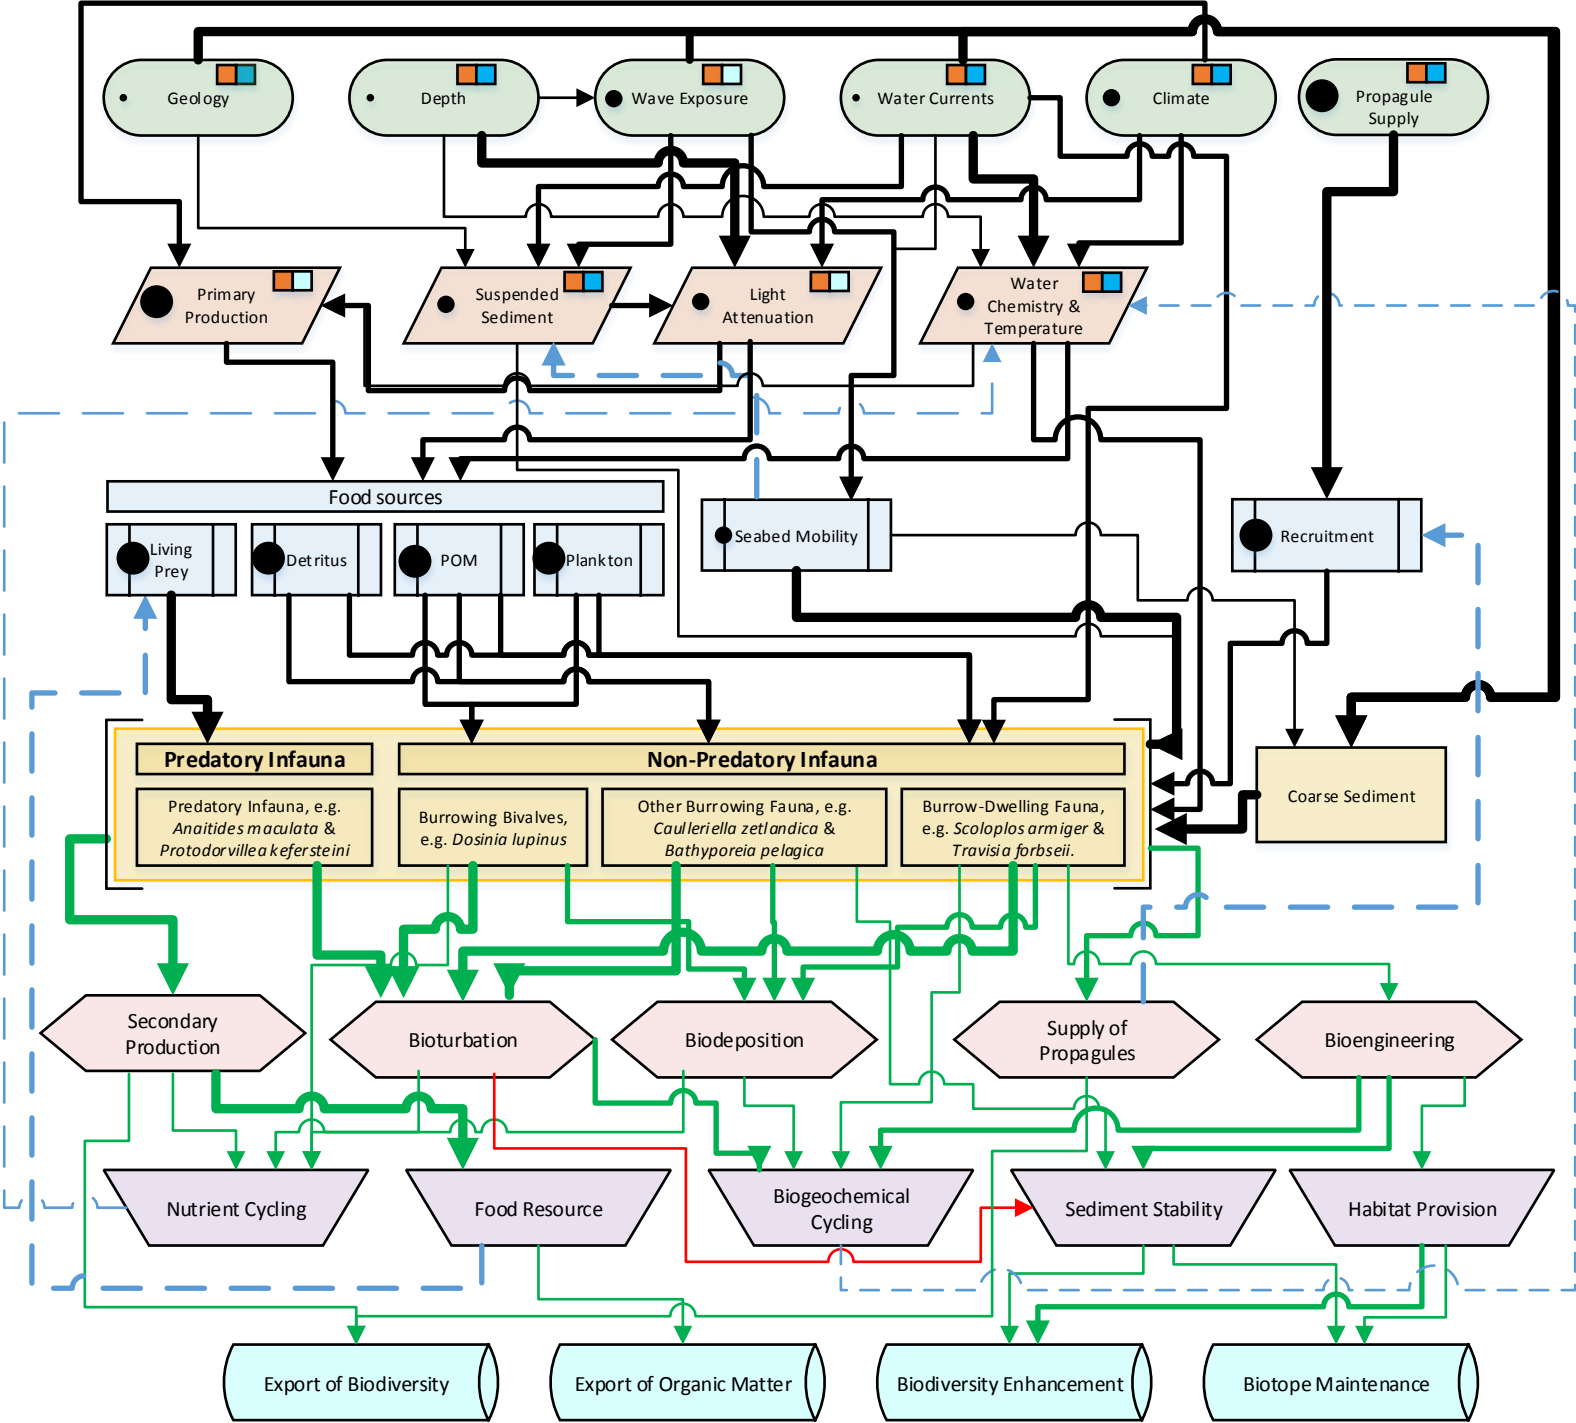 Geology
Depth
Wave Exposure
Water Currents
Climate
Propagule
Supply
Primary
Production
Suspended
Sediment
Light
Attenuation
Water
Chemistry &
Temperature
Food sources
Living
Prey
Detritus
POM
Plankton
Seabed Mobility
Recruitment
Predatory Infauna
Non-Predatory Infauna
Predatory Infauna, e.g.
Anaitides maculata &
Protodorvillea kefersteini
Burrowing Bivalves,
e.g. Dosinia lupinus
Other Burrowing Fauna, e.g.
Caulleriella zetlandica &
Bathyporeia pelagica
Burrow-Dwelling Fauna,
e.g. Scoloplos armiger &
Travisia forbseii.
Coarse Sediment
Secondary
Production
Bioturbation
Biodeposition
Supply of
Propagules
Bioengineering
Nutrient Cycling
Food Resource
Biogeochemical
Cycling
Sediment Stability
Habitat Provision
Export of Biodiversity
Export of Organic Matter
Biodiversity Enhancement
Biotope Maintenance